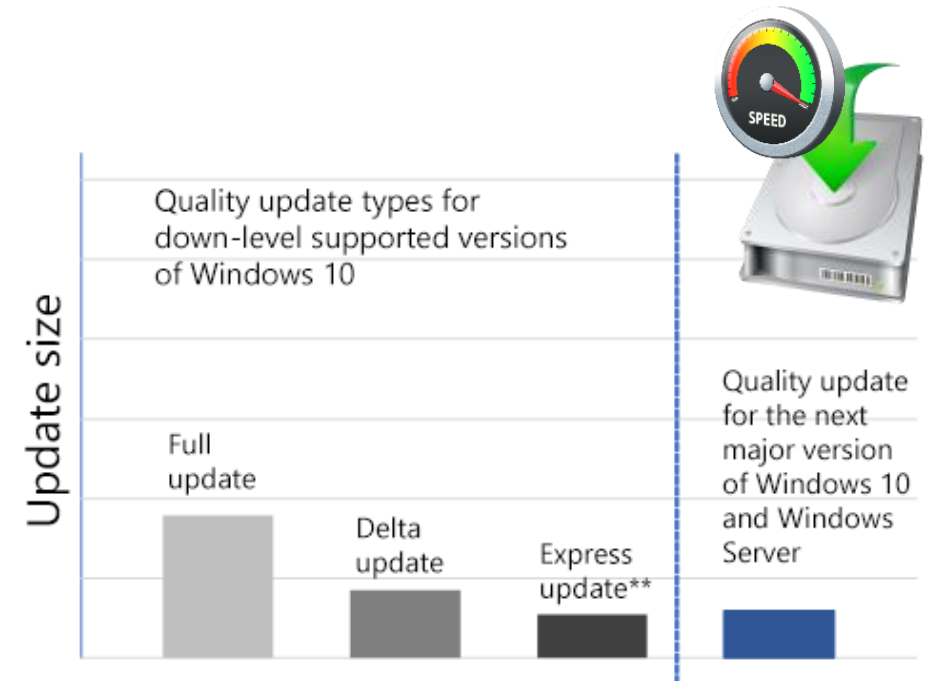 SPEED
Quality update types for
down-level supported versions
of Windows 10
Update size
Quality update
for the next
major version
of Windows 10
and Windows
Server
Full
update
Delta
update
Express
update**